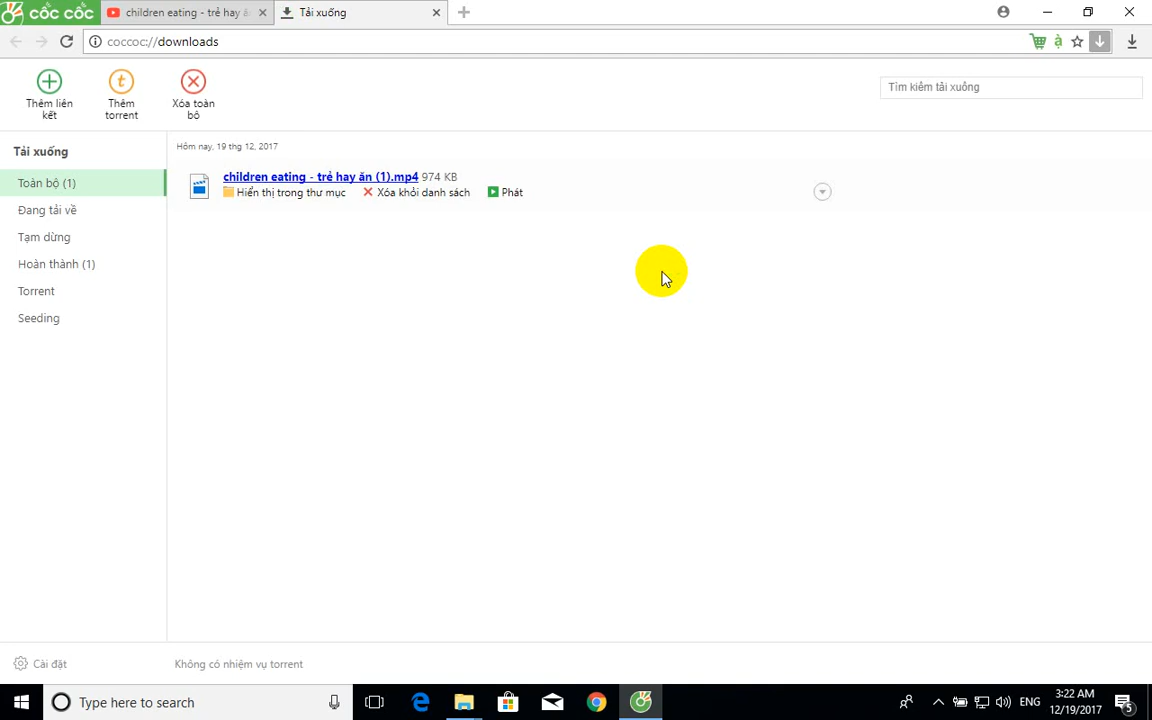 cốc cốc
children eating - trẻ hay ă
Tải xuống
coccoc://downloads
Thêm liên
kết
Thêm
torrent
Xóa toàn
bộ
Tìm kiếm tải xuống
Tải xuống
Hôm nay, 19 thg 12, 2017
Toàn bộ (1)
children eating - trẻ hay ăn (1).mp4 974 KB
Hiển thị trong thư mục Xóa khỏi danh sách Phát
Đang tải về
Tạm dừng
Hoàn thành (1)
Torrent
Seeding
Cài đặt
Không có nhiệm vụ torrent
Type here to search
ENG
3:22 AM
12/19/2017
5